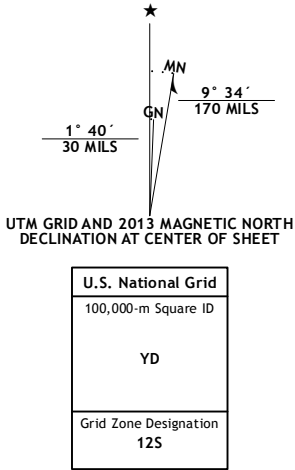 ★
MN
GN
9° 34´
170 MILS
1° 40´
30 MILS
UTM GRID AND 2013 MAGNETIC NORTH
DECLINATION AT CENTER OF SHEET
U.S. National Grid
100,000-m Square ID
YD
Grid Zone Designation
12S